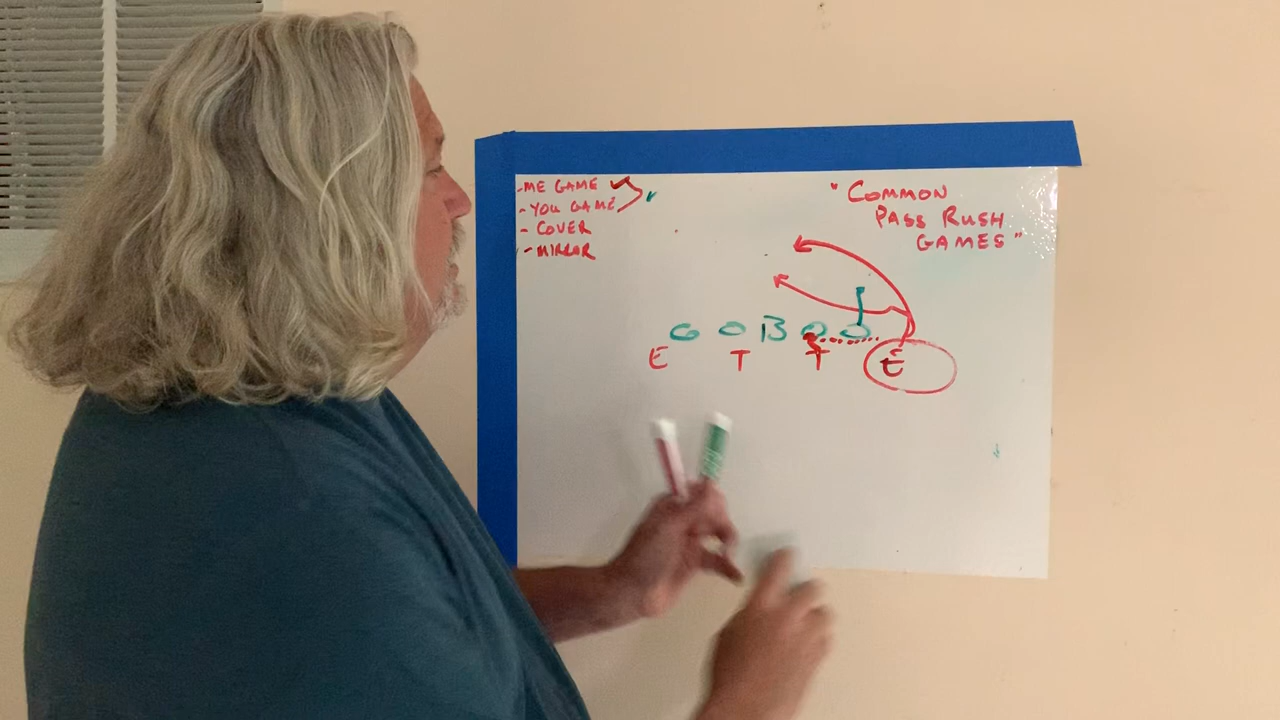 -ME GAME
-YOU GAME
-COVER
-MIRROR
"COMMON
PASS RUSH
GAMES"
O O B O O
E T T E